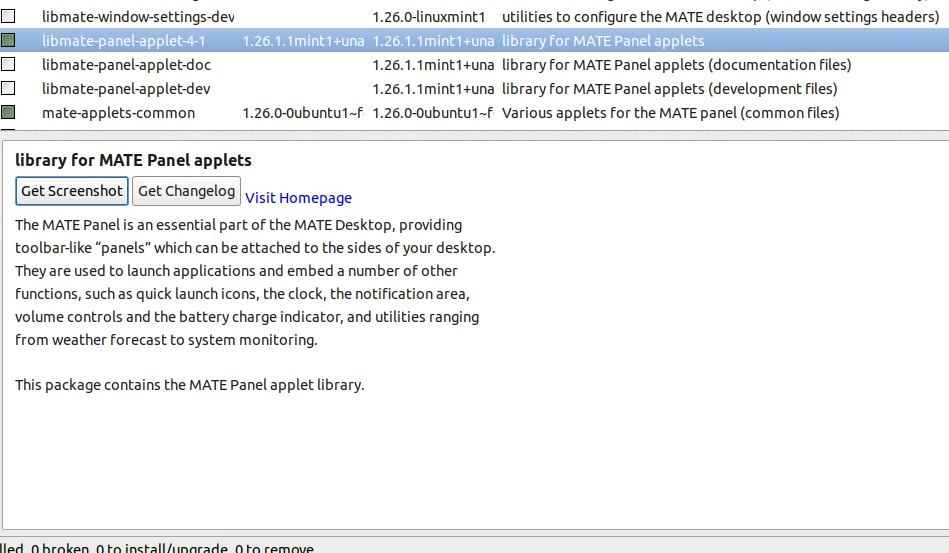 libmate-window-settings-dev 1.26.0-linuxmint1 utilities to configure the MATE desktop (window settings headers)
libmate-panel-applet-4-1 1.26.1.1mint1+una 1.26.1.1mint1+una library for MATE Panel applets
libmate-panel-applet-doc 1.26.1.1mint1+una library for MATE Panel applets (documentation files)
libmate-panel-applet-dev 1.26.1.1mint1+una library for MATE Panel applets (development files)
mate-applets-common 1.26.0-0ubuntu1~f 1.26.0-0ubuntu1~f Various applets for the MATE panel (common files)
library for MATE Panel applets
Get Screenshot Get Changelog Visit Homepage
The MATE Panel is an essential part of the MATE Desktop, providing
toolbar-like “panels” which can be attached to the sides of your desktop.
They are used to launch applications and embed a number of other
functions, such as quick launch icons, the clock, the notification area,
volume controls and the battery charge indicator, and utilities ranging
from weather forecast to system monitoring.
This package contains the MATE Panel applet library.
lled, 0 broken, 0 to install/upgrade, 0 to remove